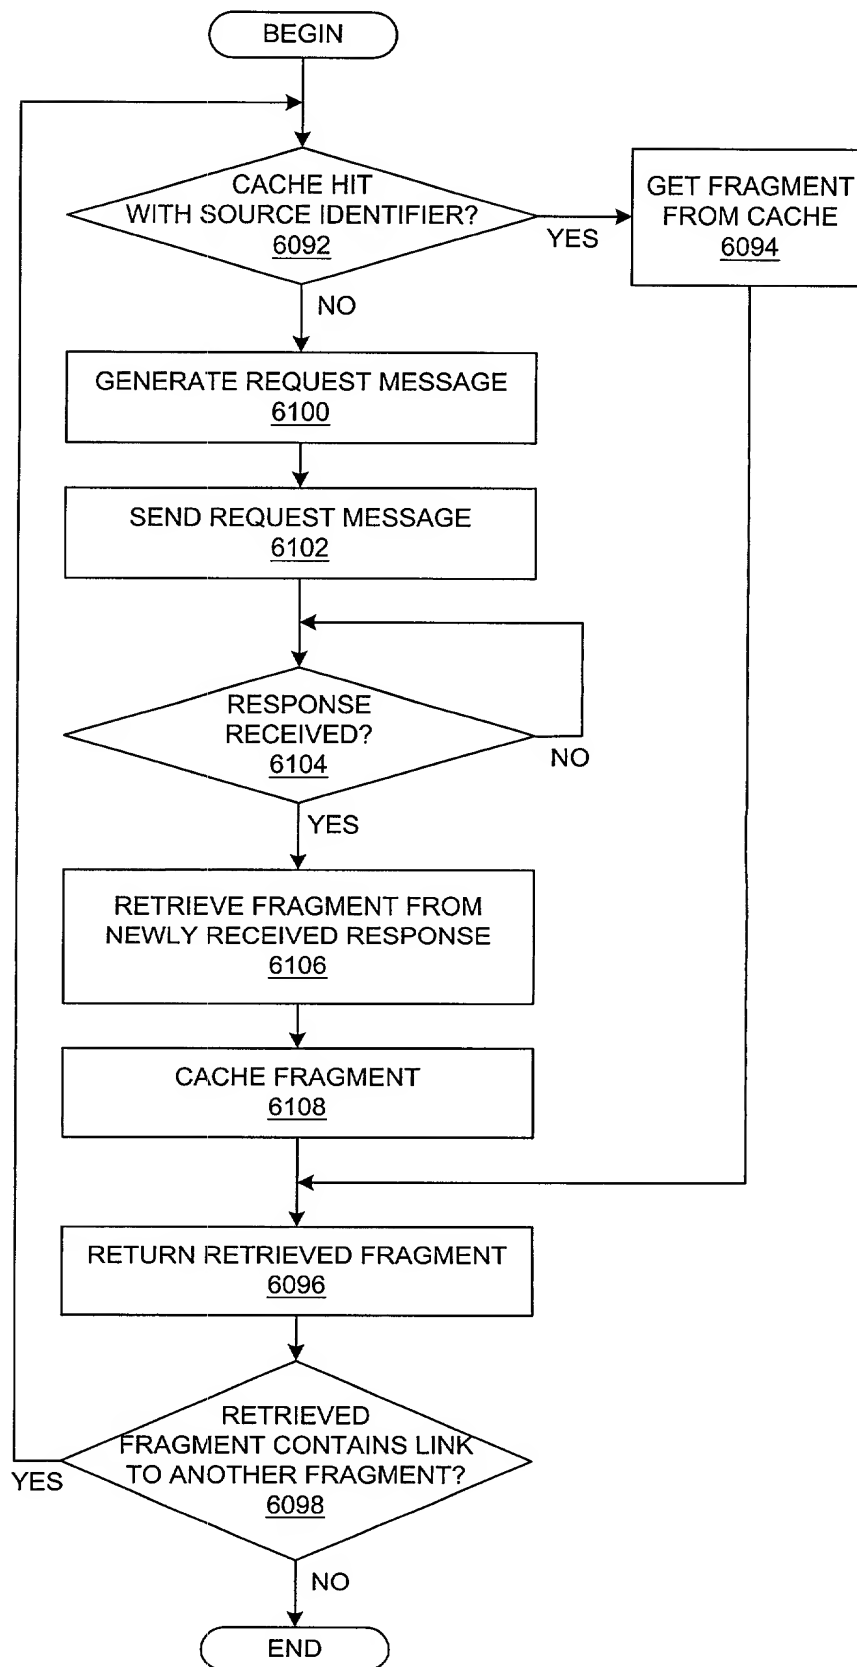 BEGIN
CACHE HIT
WITH SOURCE IDENTIFIER?
6092
YES
GET FRAGMENT
FROM CACHE
6094
NO
GENERATE REQUEST MESSAGE
6100
SEND REQUEST MESSAGE
6102
RESPONSE
RECEIVED?
6104
NO
YES
RETRIEVE FRAGMENT FROM
NEWLY RECEIVED RESPONSE
6106
CACHE FRAGMENT
6108
RETURN RETRIEVED FRAGMENT
6096
RETRIEVED
FRAGMENT CONTAINS LINK
TO ANOTHER FRAGMENT?
6098
YES
NO
END